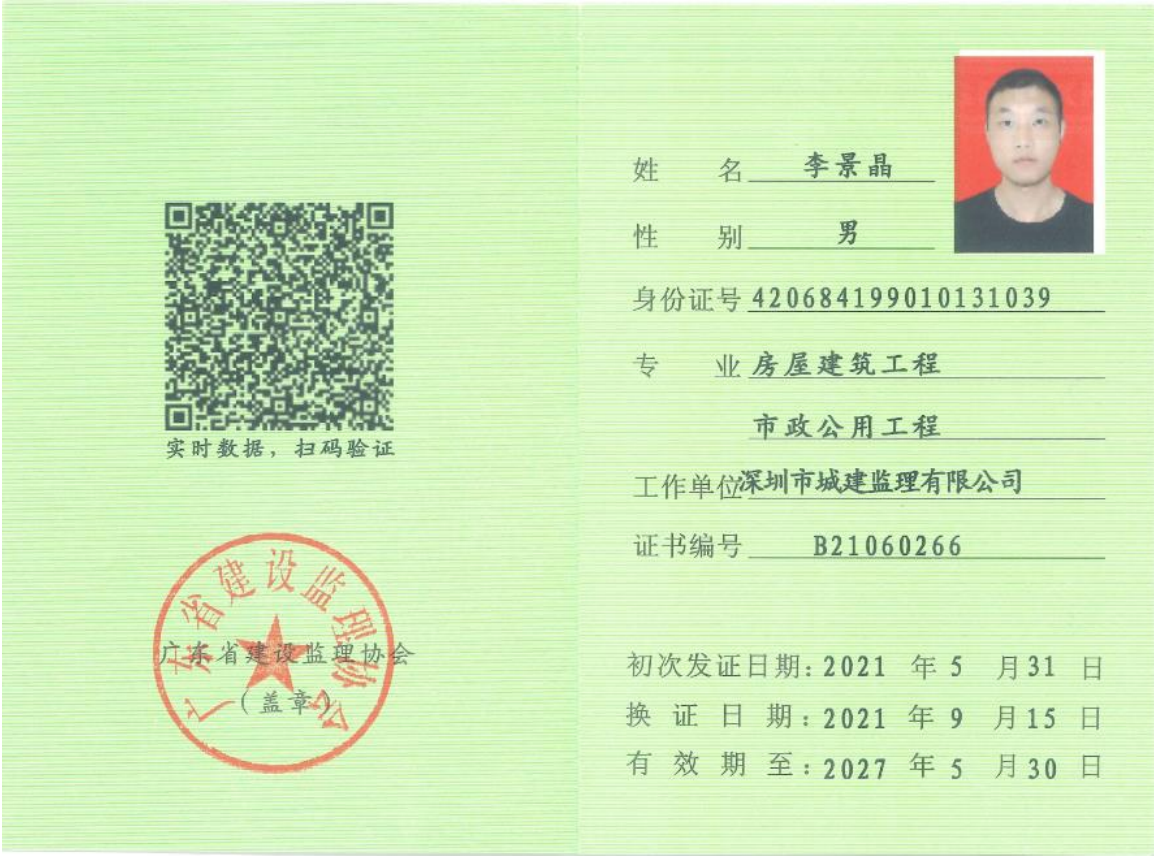 实时数据，扫码验证
广东省建设监理协会
广东省建设监理协会
（盖章）
姓 名 李景晶
性 别 男
身份证号 420684199010131039
专 业 房屋建筑工程
市政公用工程
工作单位 深圳市城建监理有限公司
证书编号 B21060266
初次发证日期：2021 年 5 月 31 日
换 证 日 期：2021 年 9 月 15 日
有 效 期 至：2027 年 5 月 30 日